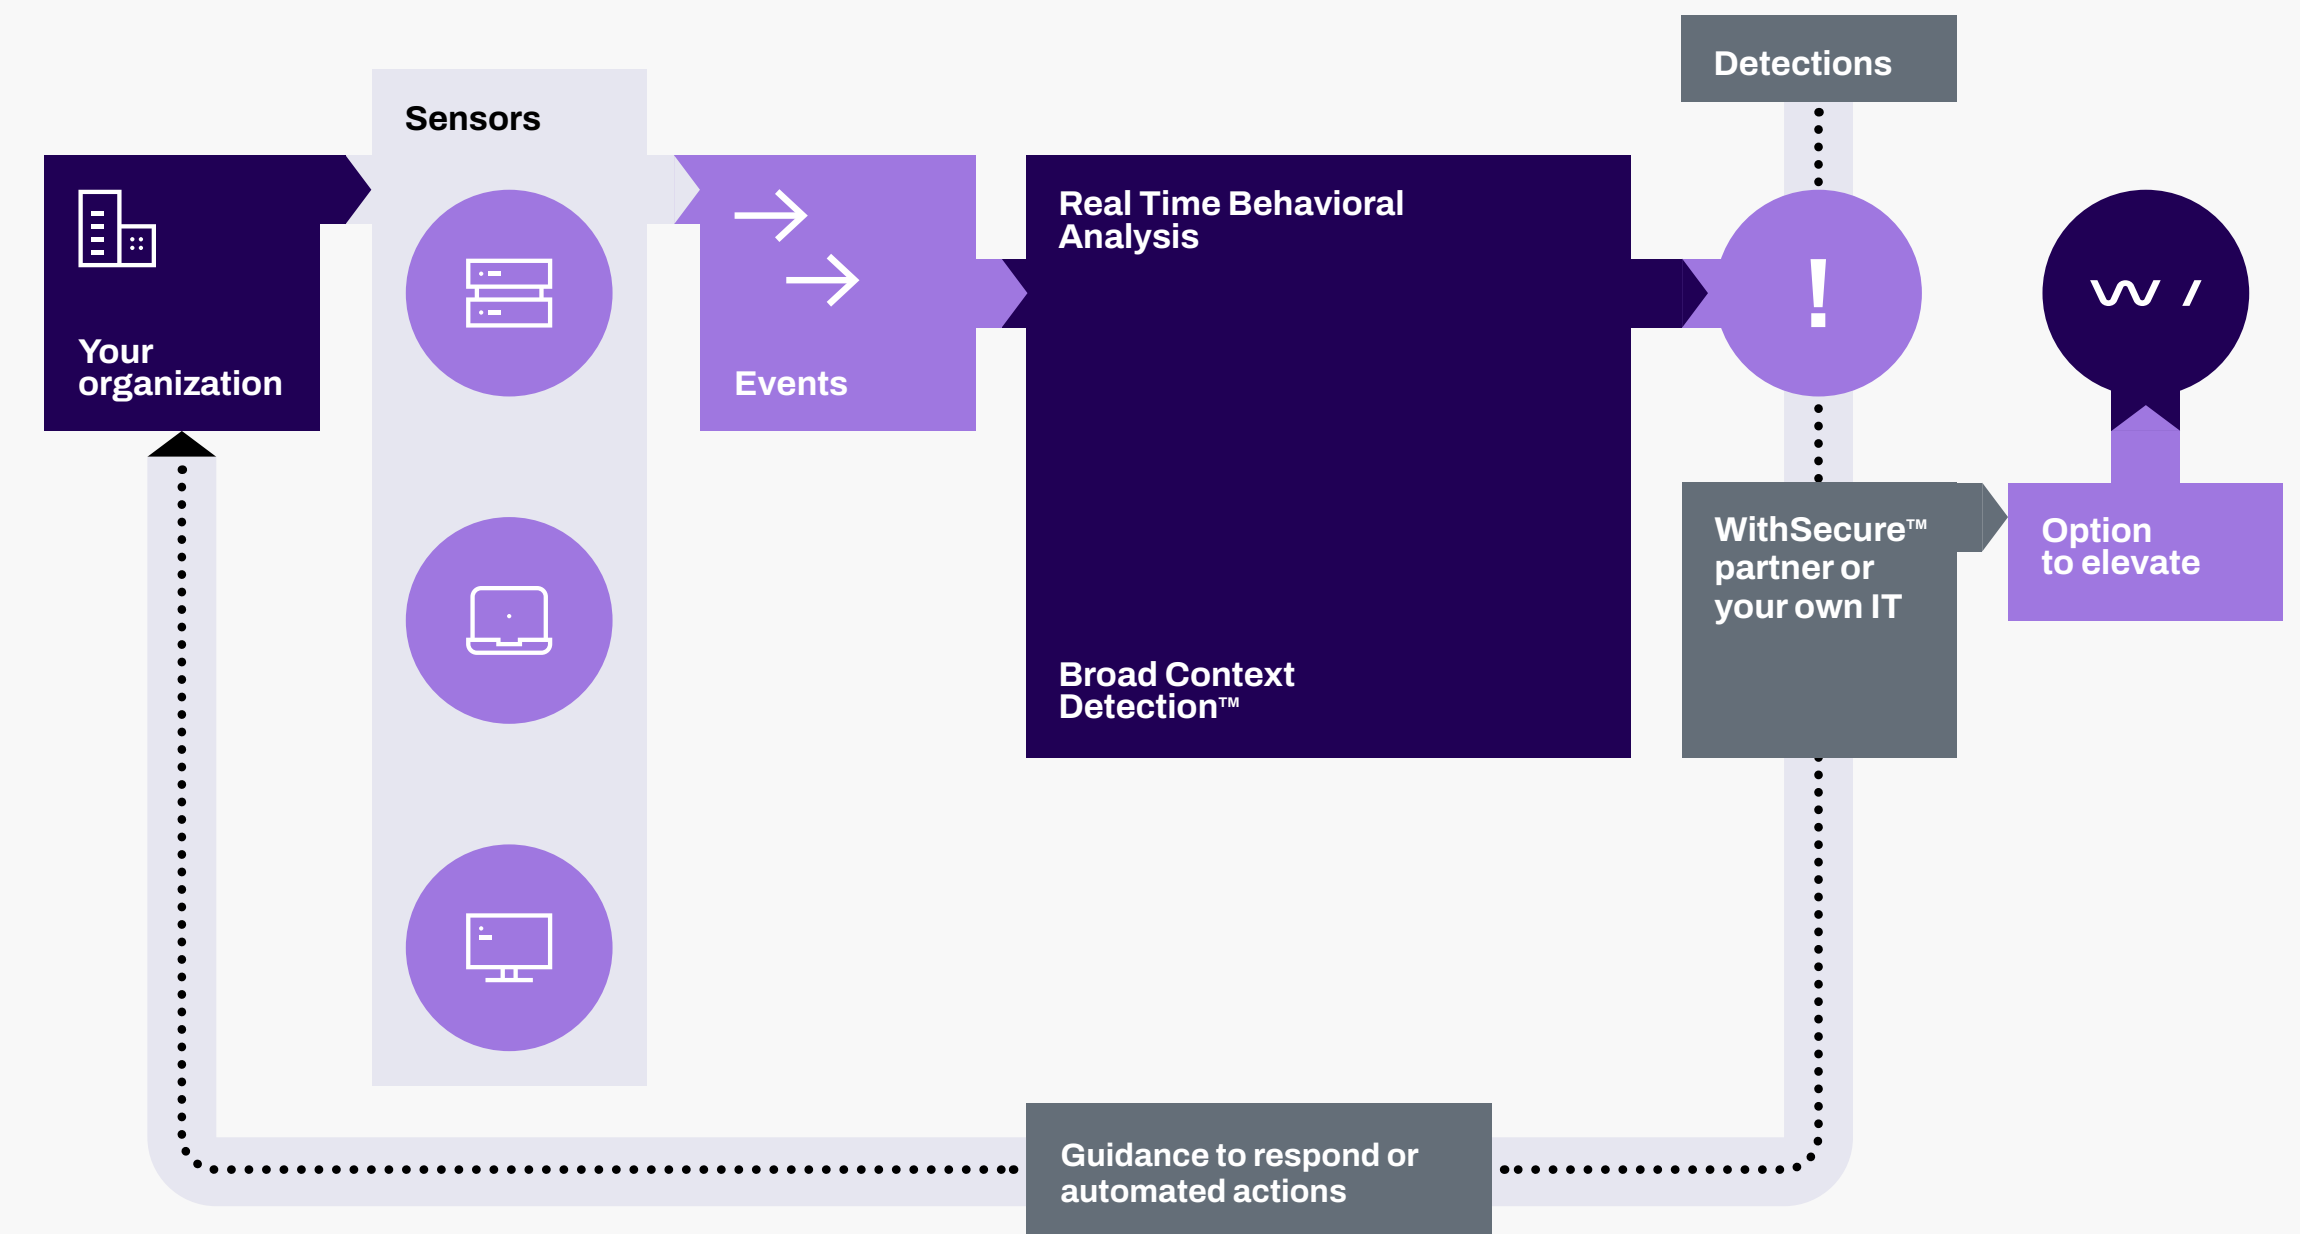 Detections
Sensors
Your
organization
Events
Real Time Behavioral
Analysis
Broad Context
Detection™
!
W/
WithSecure™
partner or
your own IT
Option
to elevate
Guidance to respond or
automated actions